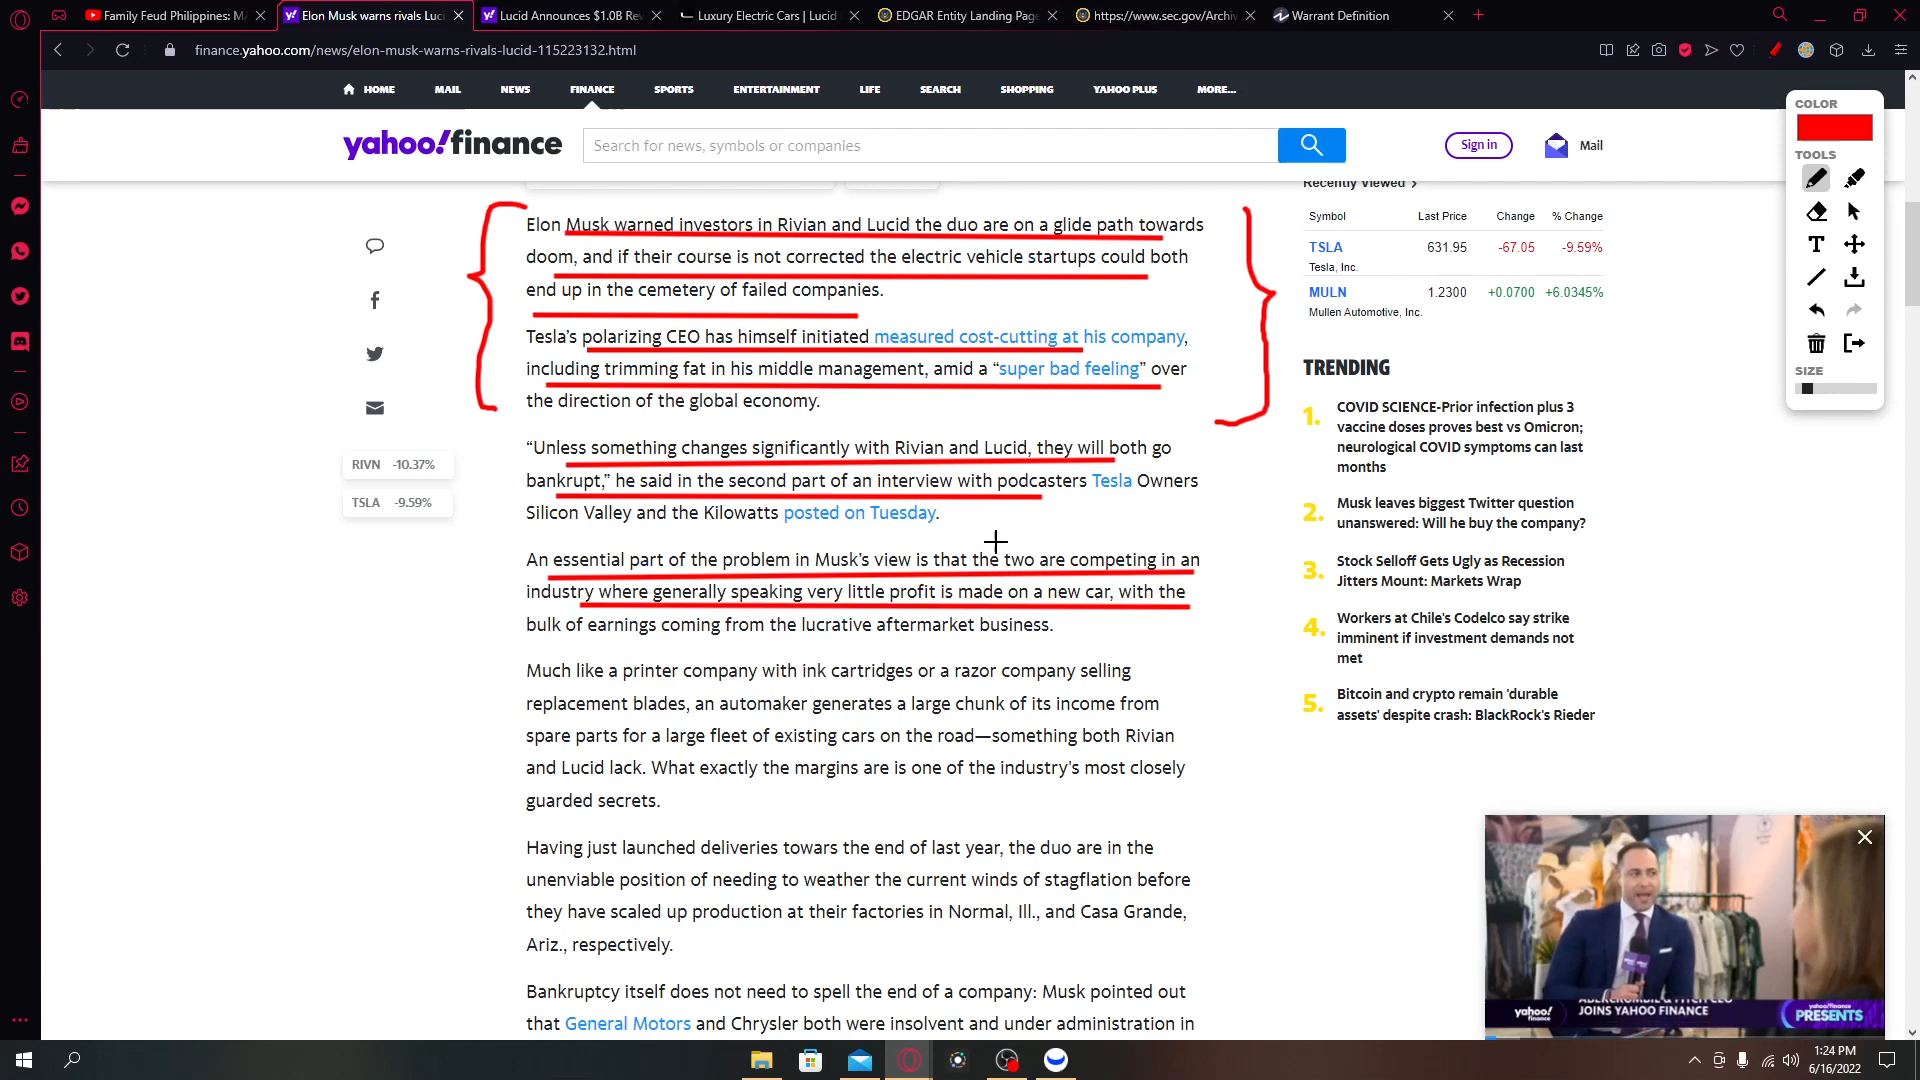 Family Feud Philippines: M
Elon Musk warns rivals Luci
Lucid Announces $1.0B Rev
Luxury Electric Cars | Lucid
EDGAR Entity Landing Page
https://www.sec.gov/Archiv
Warrant Definition
finance.yahoo.com/news/elon-musk-warns-rivals-lucid-115223132.html
HOME MAIL NEWS FINANCE SPORTS ENTERTAINMENT LIFE SEARCH SHOPPING YAHOO PLUS MORE...
yahoo!finance
Search for news, symbols or companies
Sign in
Mail
COLOR
TOOLS
SIZE
Elon Musk warned investors in Rivian and Lucid the duo are on a glide path towards
doom, and if their course is not corrected the electric vehicle startups could both
end up in the cemetery of failed companies.
Tesla’s polarizing CEO has himself initiated measured cost-cutting at his company,
including trimming fat in his middle management, amid a “super bad feeling” over
the direction of the global economy.
RIVN -10.37%
TSLA -9.59%
“Unless something changes significantly with Rivian and Lucid, they will both go
bankrupt,” he said in the second part of an interview with podcasters Tesla Owners
Silicon Valley and the Kilowatts posted on Tuesday.
An essential part of the problem in Musk’s view is that the two are competing in an
industry where generally speaking very little profit is made on a new car, with the
bulk of earnings coming from the lucrative aftermarket business.
Much like a printer company with ink cartridges or a razor company selling
replacement blades, an automaker generates a large chunk of its income from
spare parts for a large fleet of existing cars on the road—something both Rivian
and Lucid lack. What exactly the margins are is one of the industry's most closely
guarded secrets.
Having just launched deliveries towars the end of last year, the duo are in the
unenviable position of needing to weather the current winds of stagflation before
they have scaled up production at their factories in Normal, Ill., and Casa Grande,
Ariz., respectively.
Bankruptcy itself does not need to spell the end of a company: Musk pointed out
that General Motors and Chrysler both were insolvent and under administration in
Recently Viewed >
Symbol Last Price Change % Change
TSLA 631.95 -67.05 -9.59%
Tesla, Inc.
MULN 1.2300 +0.0700 +6.0345%
Mullen Automotive, Inc.
TRENDING
1. COVID SCIENCE-Prior infection plus 3
vaccine doses proves best vs Omicron;
neurological COVID symptoms can last
months
2. Musk leaves biggest Twitter question
unanswered: Will he buy the company?
3. Stock Selloff Gets Ugly as Recession
Jitters Mount: Markets Wrap
4. Workers at Chile's Codelco say strike
imminent if investment demands not
met
5. Bitcoin and crypto remain 'durable
assets' despite crash: BlackRock's Rieder
yahoo!
finance
ABERCROMBIE & FITCH CEO
JOINS YAHOO FINANCE
yahoo!finance
PRESENTS
1:24 PM
6/16/2022